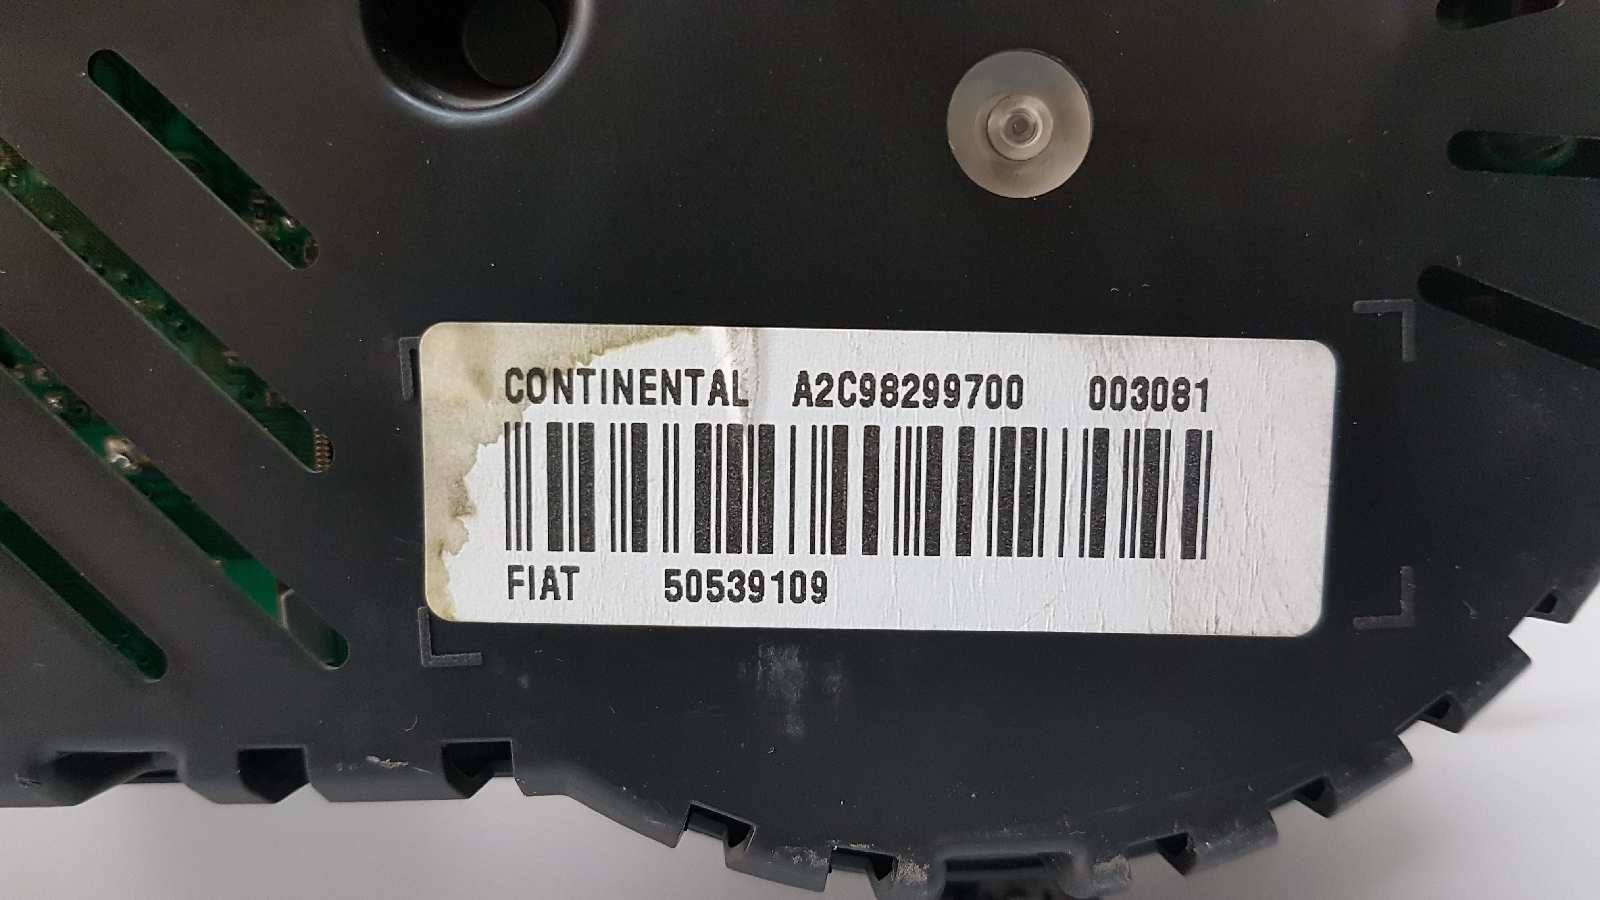 CONTINENTAL A2C98299700 003081
FIAT 50539109